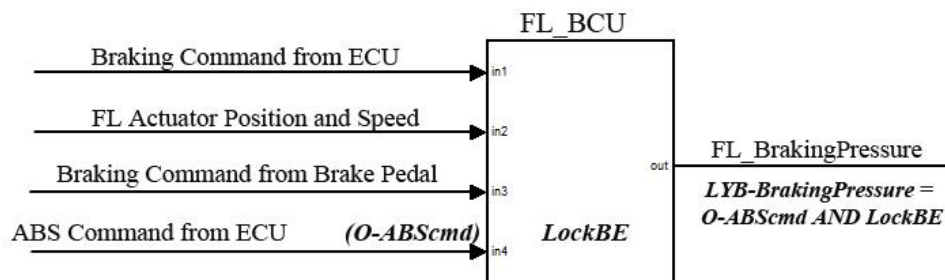 FL_BCU
Braking Command from ECU
in1
FL Actuator Position and Speed
in2
Braking Command from Brake Pedal
in3
ABS Command from ECU (O-ABScmd)
in4
LockBE
out
FL_BrakingPressure
LYB-BrakingPressure =
O-ABScmd AND LockBE